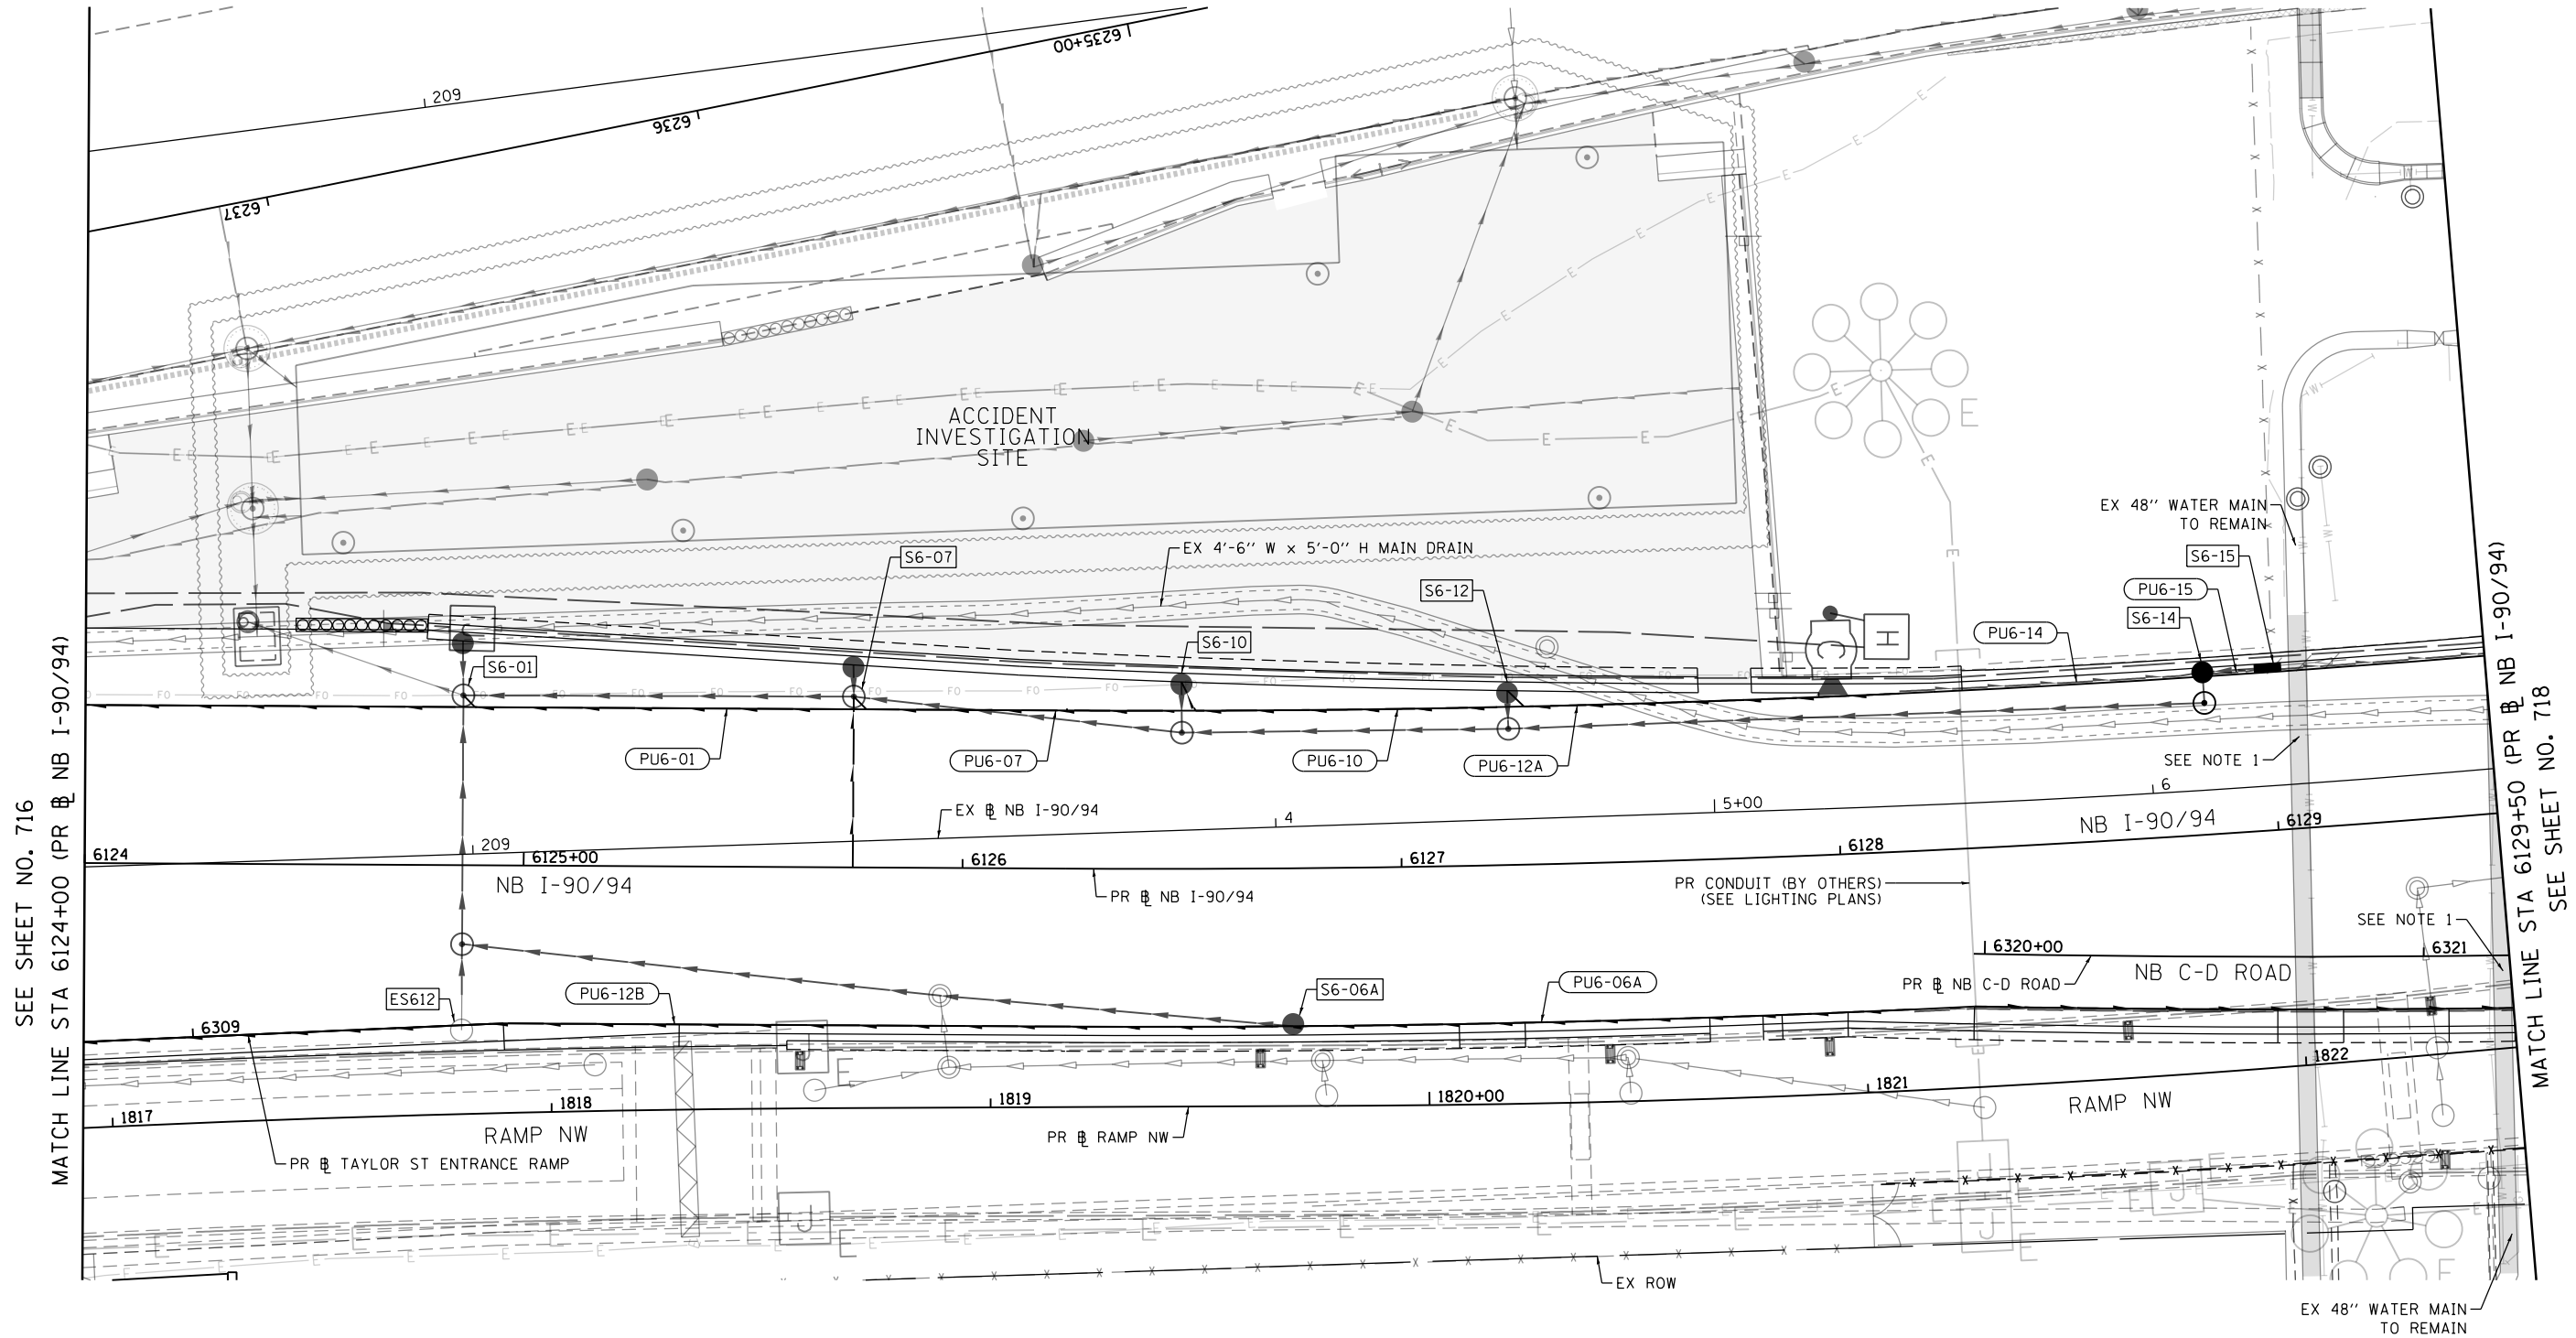 6235+00
209
6236
6237
ACCIDENT
INVESTIGATION
SITE
EX 48'' WATER MAIN
TO REMAIN
EX 4'-6'' W x 5'-0'' H MAIN DRAIN
S6-07
S6-12
S6-15
PU6-15
S6-14
PU6-14
H
S6-10
S6-01
PU6-01
PU6-07
PU6-10
PU6-12A
SEE NOTE 1
SEE SHEET NO. 716
MATCH LINE STA 6124+00 (PR ⅊ NB I-90/94)
MATCH LINE STA 6129+50 (PR ⅊ NB I-90/94)
SEE SHEET NO. 718
EX ⅊ NB I-90/94
4
5+00
6
209
6124
6125+00
6126
6127
6128
6129
NB I-90/94
NB I-90/94
PR ⅊ NB I-90/94
PR CONDUIT (BY OTHERS)
(SEE LIGHTING PLANS)
SEE NOTE 1
6320+00
6321
NB C-D ROAD
PR ⅊ NB C-D ROAD
ES612
PU6-12B
S6-06A
PU6-06A
6309
1817
1818
1819
1820+00
1821
1822
RAMP NW
RAMP NW
PR ⅊ RAMP NW
PR ⅊ TAYLOR ST ENTRANCE RAMP
J
J
J
J
J
EX ROW
EX 48'' WATER MAIN
TO REMAIN